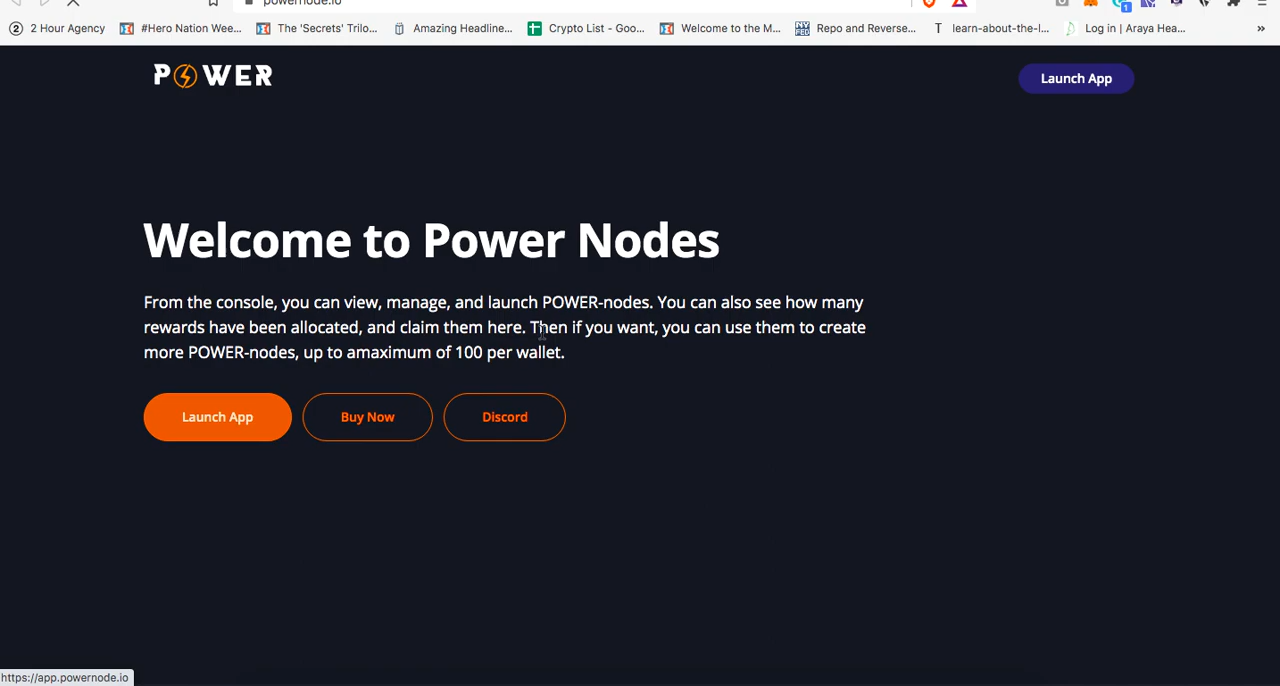 powernode.io
2 Hour Agency
#Hero Nation Wee...
The 'Secrets' Trilo...
Amazing Headline...
Crypto List - Goo...
Welcome to the M...
Repo and Reverse...
learn-about-the-l...
Log in | Araya Hea...
»
POWER
Launch App
Welcome to Power Nodes
From the console, you can view, manage, and launch POWER-nodes. You can also see how many
rewards have been allocated, and claim them here. Then if you want, you can use them to create
more POWER-nodes, up to amaximum of 100 per wallet.
Launch App
Buy Now
Discord
https://app.powernode.io